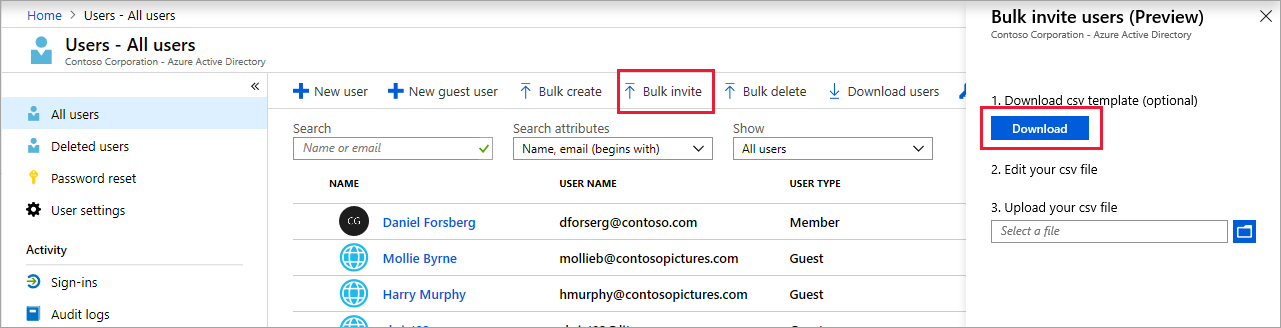 Home > Users - All users
Users - All users
Contoso Corporation - Azure Active Directory
«
All users
Deleted users
Password reset
User settings
Activity
Sign-ins
Audit logs
New user
New guest user
Bulk create
Bulk invite
Bulk delete
Download users
Search
Name or email
Search attributes
Name, email (begins with)
Show
All users
NAME USER NAME USER TYPE
CG Daniel Forsberg dforserg@contoso.com Member
Mollie Byrne mollieb@contosopictures.com Guest
Harry Murphy hmurphy@contosopictures.com Guest
Bulk invite users (Preview)
Contoso Corporation - Azure Active Directory
1. Download csv template (optional)
Download
2. Edit your csv file
3. Upload your csv file
Select a file